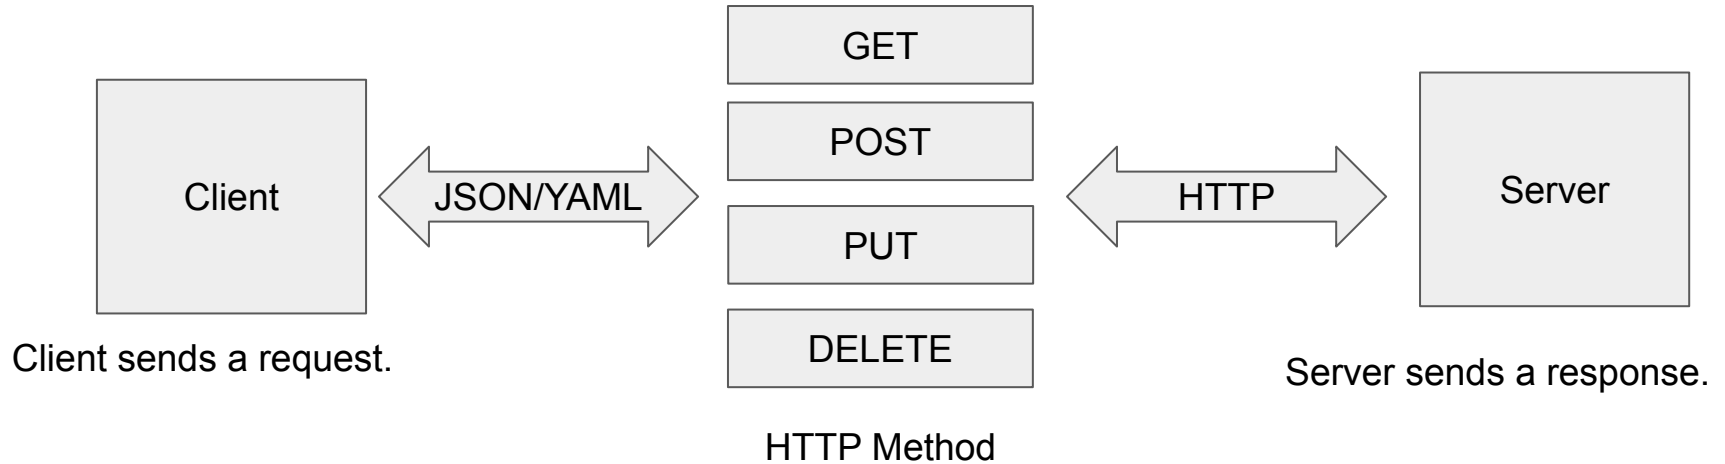 GET
POST
Client
JSON/YAML
HTTP
Server
PUT
DELETE
Client sends a request.
Server sends a response.
HTTP Method